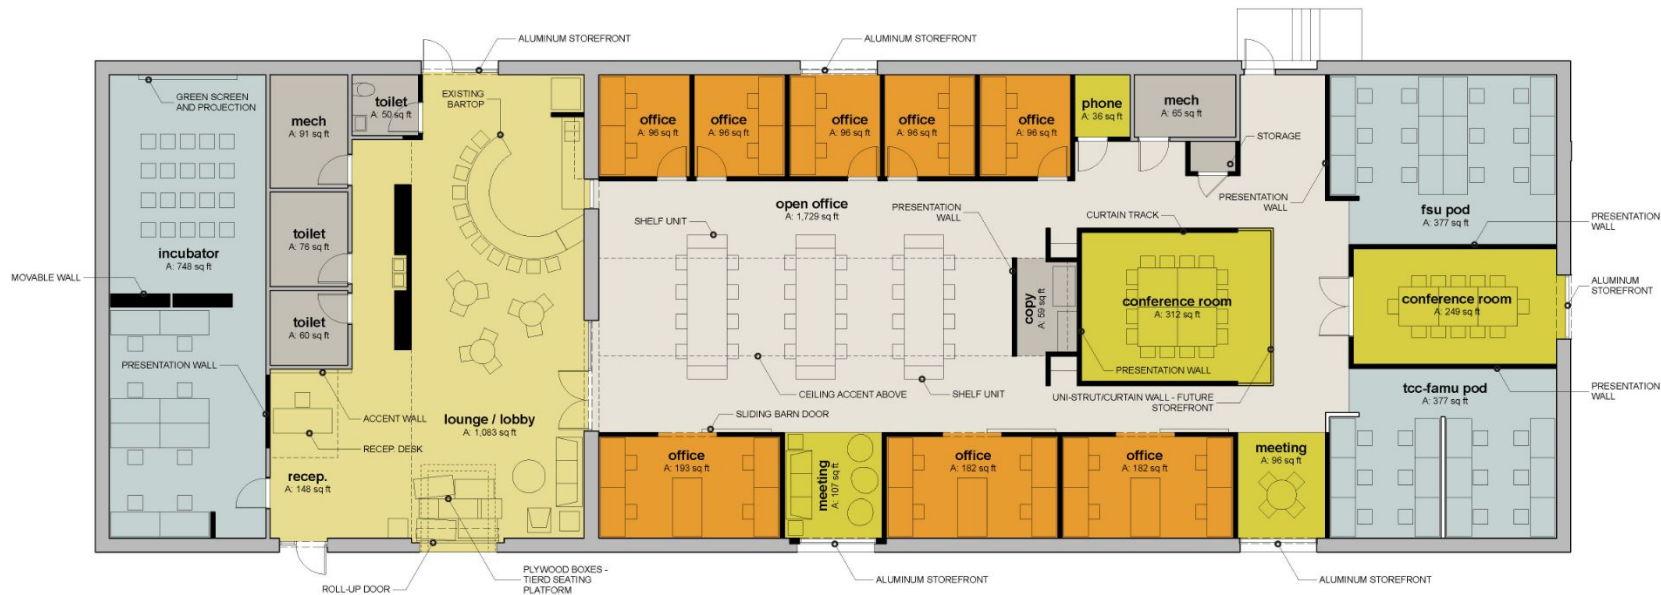 ALUMINUM STOREFRONT
ALUMINUM STOREFRONT
GREEN SCREEN
AND PROJECTION
EXISTING
BARTOP
mech
A: 91 sq ft
toilet
A: 50 sq ft
office
A: 96 sq ft
office
A: 96 sq ft
office
A: 96 sq ft
office
A: 96 sq ft
office
A: 96 sq ft
phone
A: 36 sq ft
mech
A: 65 sq ft
STORAGE
PRESENTATION
WALL
fsu pod
A: 377 sq ft
PRESENTATION
WALL
open office
A: 1,729 sq ft
PRESENTATION
WALL
CURTAIN TRACK
SHELF UNIT
toilet
A: 76 sq ft
incubator
A: 748 sq ft
MOVABLE WALL
copy
A: 59 sq ft
conference room
A: 312 sq ft
conference room
A: 249 sq ft
ALUMINUM
STOREFRONT
toilet
A: 60 sq ft
PRESENTATION WALL
ACCENT WALL
lounge / lobby
A: 1,083 sq ft
CEILING ACCENT ABOVE
SHELF UNIT
PRESENTATION WALL
UNI-STRUT/CURTAIN WALL - FUTURE
STOREFRONT
tcc-famu pod
A: 377 sq ft
PRESENTATION
WALL
SLIDING BARN DOOR
RECEP. DESK
recep.
A: 148 sq ft
office
A: 193 sq ft
meeting
A: 107 sq ft
office
A: 182 sq ft
office
A: 182 sq ft
meeting
A: 96 sq ft
ROLL-UP DOOR
PLYWOOD BOXES -
TIERD SEATING
PLATFORM
ALUMINUM STOREFRONT
ALUMINUM STOREFRONT